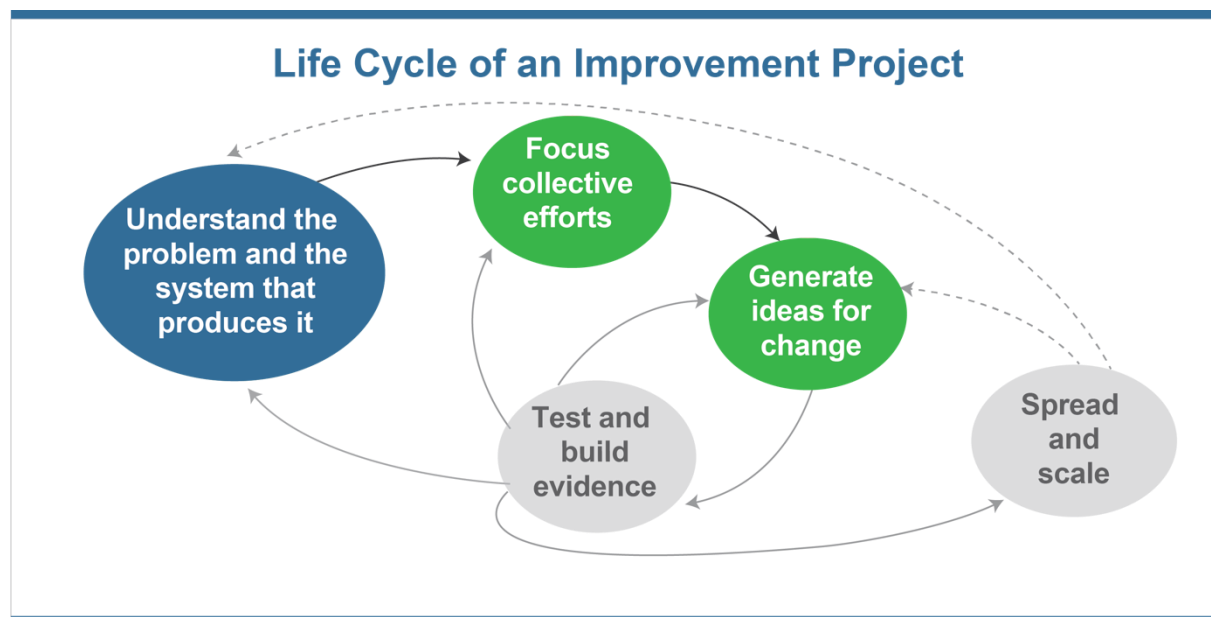 Life Cycle of an Improvement Project
Focus
collective
efforts
Understand the
problem and the
system that
produces it
Generate
ideas for
change
Test and
build
evidence
Spread
and
scale